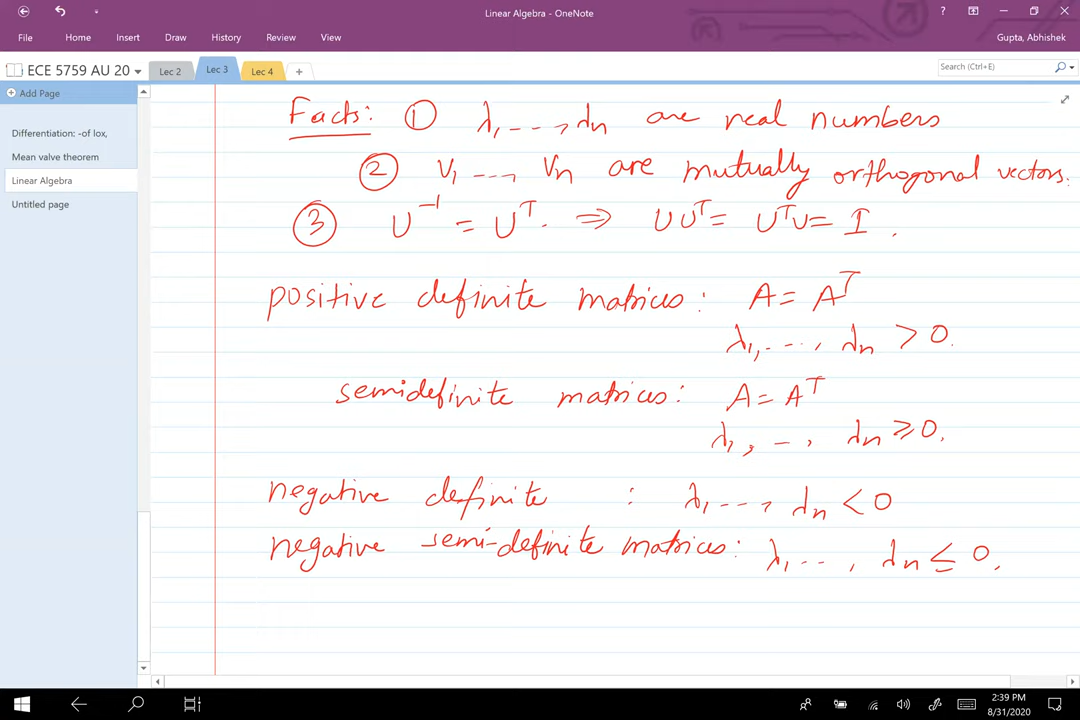 Linear Algebra - OneNote
?
File Home Insert Draw History Review View
Gupta, Abhishek
ECE 5759 AU 20 Lec 2 Lec 3 Lec 4 +
Search (Ctrl+E)
Add Page
Differentiation: -of lox,
Mean value theorem
Linear Algebra
Untitled page
Facts: ① λ₁, ..., λₙ are real numbers
② v₁ ..., vₙ are mutually orthogonal vectors.
③ U⁻¹ = Uᵀ. ⇒ UUᵀ = UᵀU = I.
positive definite matrices: A = Aᵀ
λ₁, ..., λₙ > 0.
semidefinite matrices: A = Aᵀ
λ₁, ..., λₙ ≥ 0.
negative definite : λ₁ ..., λₙ < 0
negative semi-definite matrices: λ₁ ..., λₙ ≤ 0.
2:39 PM
8/31/2020